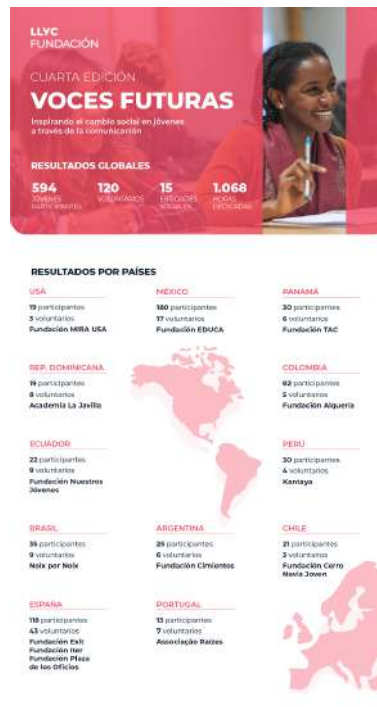 LLYC
FUNDACIÓN
CUARTA EDICIÓN
VOCES FUTURAS
Inspirando el cambio social en jóvenes
a través de la comunicación
RESULTADOS GLOBALES
594
JÓVENES
PARTICIPANTES
120
VOLUNTARIOS
15
ENTIDADES
SOCIALES
1.068
HORAS
DEDICADAS
RESULTADOS POR PAÍSES
USA
19 participantes
3 voluntarios
Fundación MIRA USA
MÉXICO
180 participantes
17 voluntarios
Fundación EDUCA
PANAMÁ
30 participantes
6 voluntarios
Fundación TAC
REP. DOMINICANA
19 participantes
8 voluntarios
Academia La Javilla
COLOMBIA
82 participantes
5 voluntarios
Fundación Alquería
ECUADOR
22 participantes
9 voluntarios
Fundación Nuestros
Jóvenes
PERÚ
30 participantes
4 voluntarios
Kantaya
BRASIL
35 participantes
9 voluntarios
Noix por Noix
ARGENTINA
25 participantes
6 voluntarios
Fundación Cimientos
CHILE
21 participantes
3 voluntarios
Fundación Cerro
Navia Joven
ESPAÑA
118 participantes
43 voluntarios
Fundación Exit
Fundación Iter
Fundación Plaza
de los Oficios
PORTUGAL
13 participantes
7 voluntarios
Associação Raízes